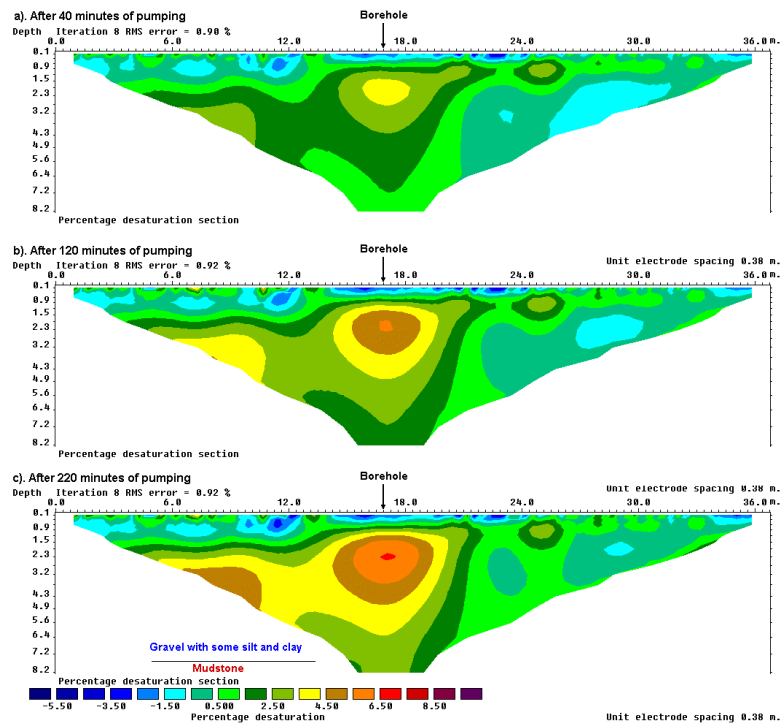 a). After 40 minutes of pumping
Borehole
Depth Iteration 8 RMS error = 0.90 %
0.0 6.0 12.0 18.0 24.0 30.0 36.0 m.
0.1
0.9
1.5
2.3
3.2
4.3
4.9
5.6
6.4
7.2
8.2
Percentage desaturation section
b). After 120 minutes of pumping
Borehole
Unit electrode spacing 0.38 m.
Depth Iteration 8 RMS error = 0.92 %
0.0 6.0 12.0 18.0 24.0 30.0 36.0 m.
0.1
0.9
1.5
2.3
3.2
4.3
4.9
5.6
6.4
7.2
8.2
Percentage desaturation section
c). After 220 minutes of pumping
Borehole
Unit electrode spacing 0.38 m.
Depth Iteration 8 RMS error = 0.92 %
0.0 6.0 12.0 18.0 24.0 30.0 36.0 m.
0.1
0.9
1.5
2.3
3.2
4.3
4.9
5.6
6.4
7.2
8.2
Gravel with some silt and clay
Mudstone
Percentage desaturation section
-5.50 -3.50 -1.50 0.500 2.50 4.50 6.50 8.50
Percentage desaturation
Unit electrode spacing 0.38 m.